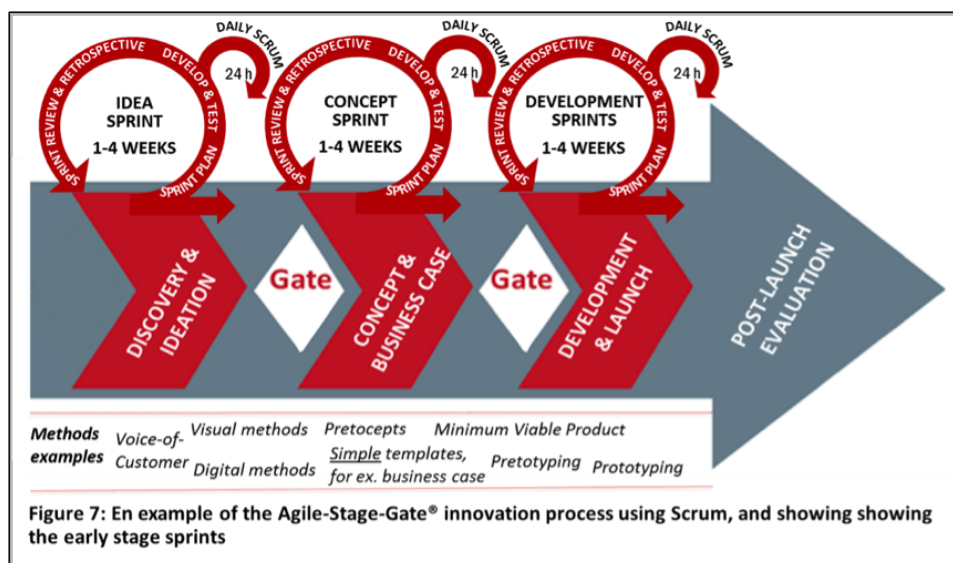 DAILY SCRUM
24 h
SPRINT REVIEW & RETROSPECTIVE
DEVELOP & TEST
SPRINT PLAN
IDEA
SPRINT
1-4 WEEKS
DAILY SCRUM
24 h
SPRINT REVIEW & RETROSPECTIVE
DEVELOP & TEST
SPRINT PLAN
CONCEPT
SPRINT
1-4 WEEKS
DAILY SCRUM
24 h
SPRINT REVIEW & RETROSPECTIVE
DEVELOP & TEST
SPRINT PLAN
DEVELOPMENT
SPRINTS
1-4 WEEKS
DISCOVERY &
IDEATION
Gate
CONCEPT &
BUSINESS CASE
Gate
DEVELOPMENT
& LAUNCH
POST-LAUNCH
EVALUATION
Methods
examples
Voice-of-
Customer
Visual methods
Digital methods
Pretocepts
Simple templates,
for ex. business case
Minimum Viable Product
Pretotyping
Prototyping
Figure 7: En example of the Agile-Stage-Gate® innovation process using Scrum, and showing showing
the early stage sprints